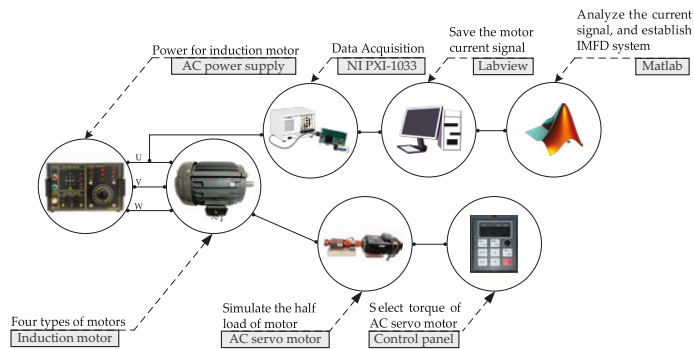 Analyze the current
signal, and establish
IMFD system
Matlab
Save the motor
current signal
Labview
Data Acquisition
NI PXI-1033
Power for induction motor
AC power supply
U
V
W
Four types of motors
Induction motor
Simulate the half
load of motor
AC servo motor
Select torque of
AC servo motor
Control panel